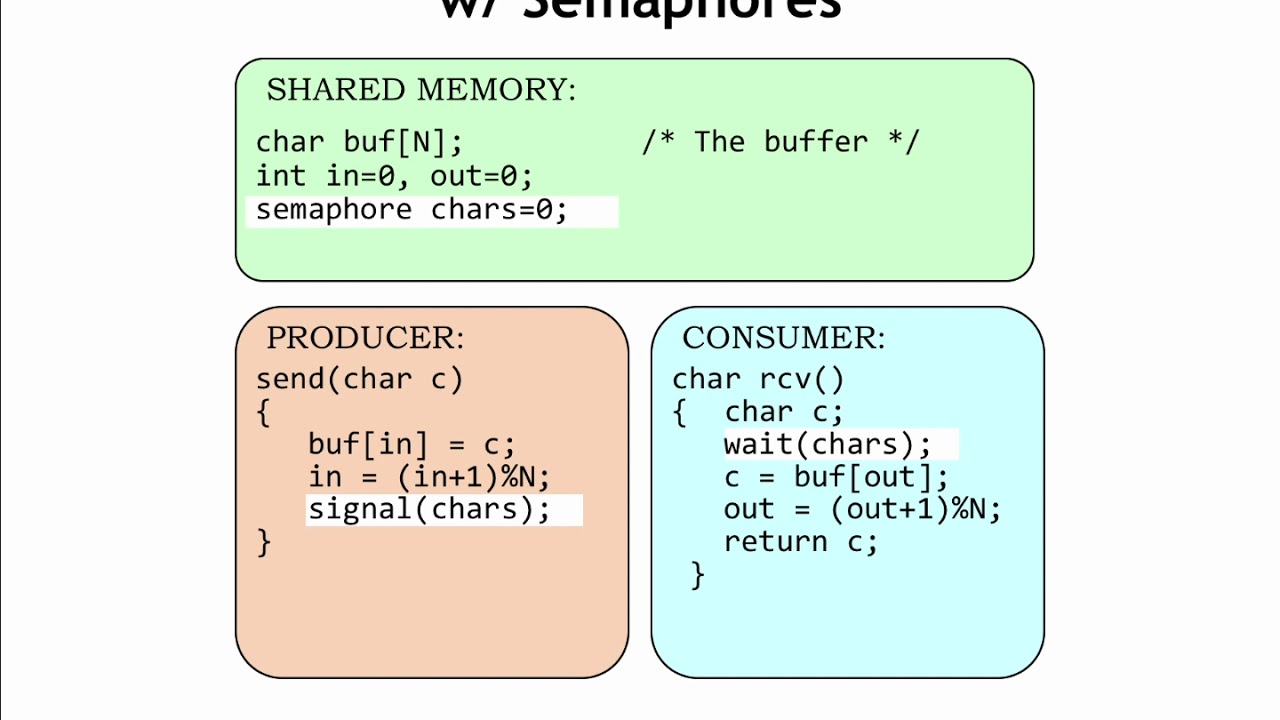 w/ Semaphores
SHARED MEMORY:
char buf[N]; /* The buffer */
int in=0, out=0;
semaphore chars=0;
PRODUCER:
send(char c)
{
buf[in] = c;
in = (in+1)%N;
signal(chars);
}
CONSUMER:
char rcv()
{ char c;
wait(chars);
c = buf[out];
out = (out+1)%N;
return c;
}